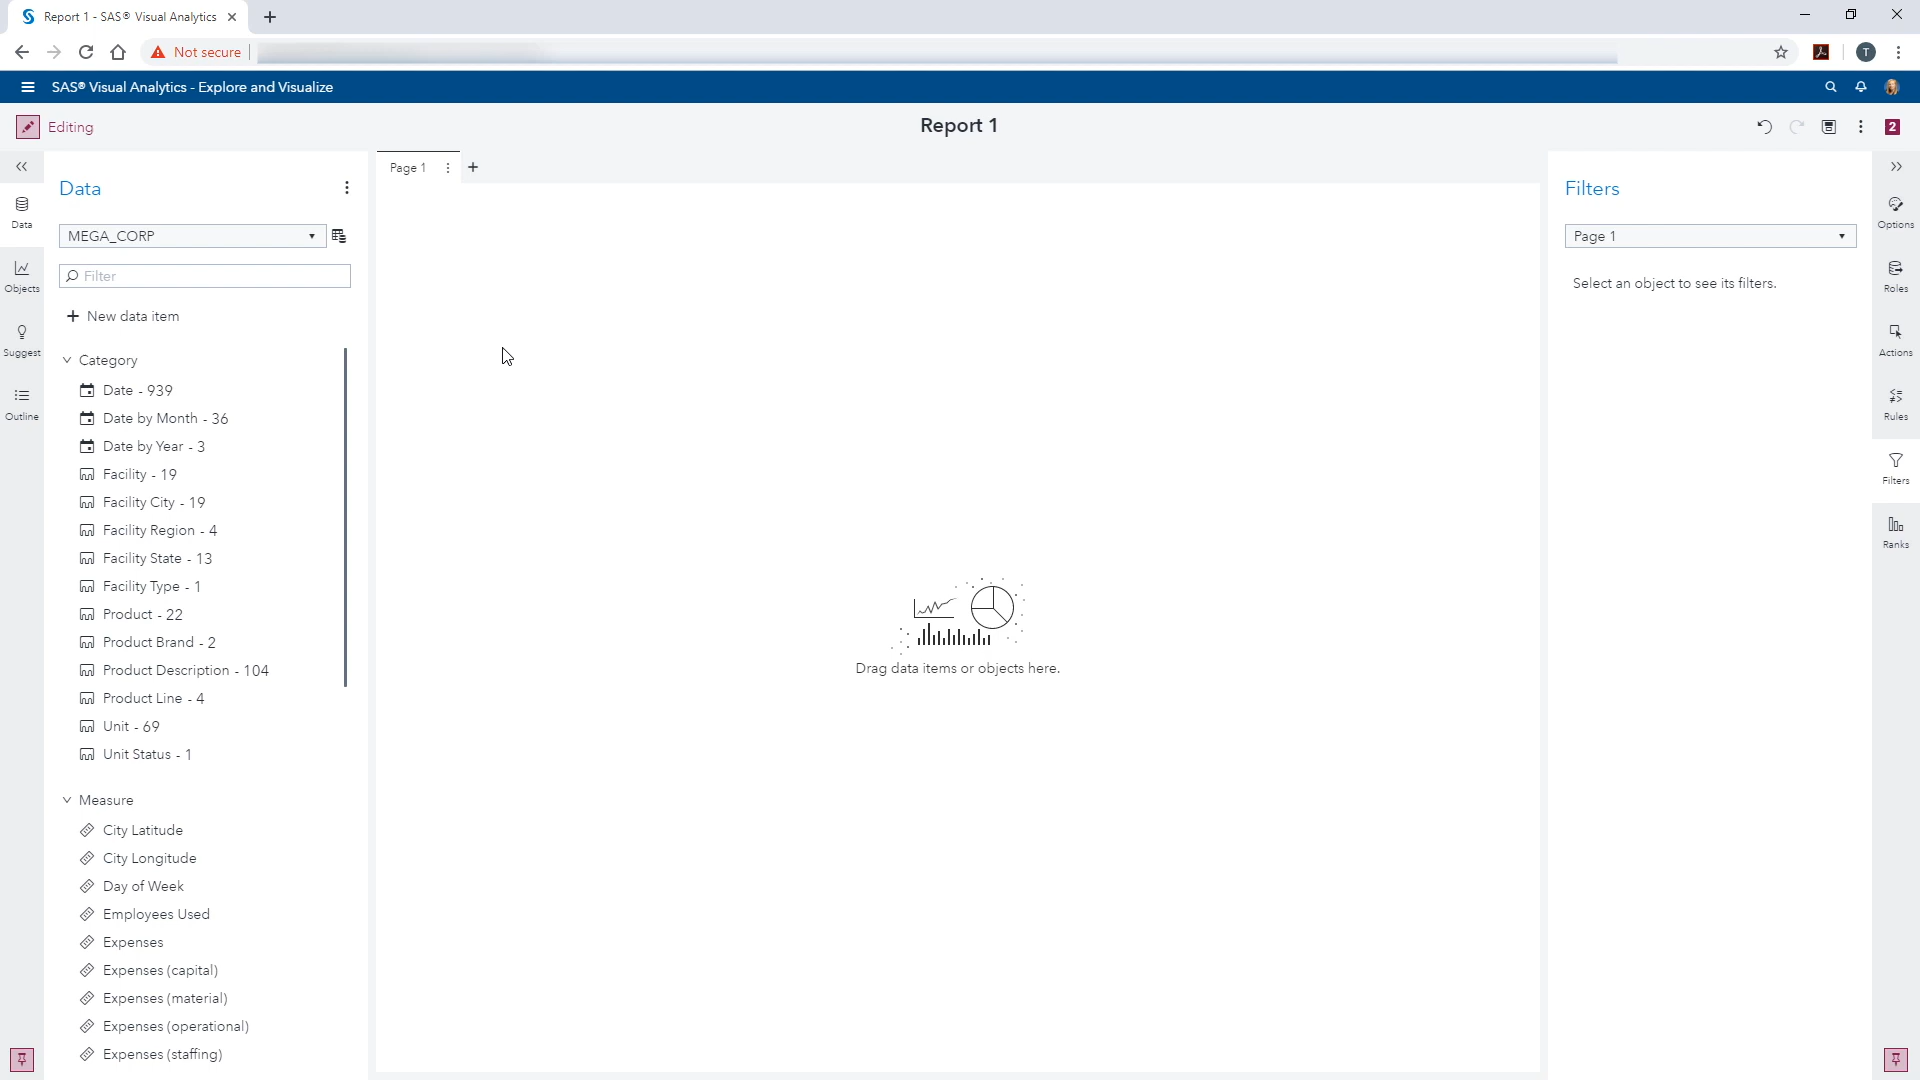 Report 1 - SAS® Visual Analytics
Not secure
T
SAS® Visual Analytics - Explore and Visualize
Editing
Report 1
2
Data
Objects
Suggest
Outline
Data
MEGA_CORP
Filter
New data item
Category
Date - 939
Date by Month - 36
Date by Year - 3
Facility - 19
Facility City - 19
Facility Region - 4
Facility State - 13
Facility Type - 1
Product - 22
Product Brand - 2
Product Description - 104
Product Line - 4
Unit - 69
Unit Status - 1
Measure
City Latitude
City Longitude
Day of Week
Employees Used
Expenses
Expenses (capital)
Expenses (material)
Expenses (operational)
Expenses (staffing)
Page 1
Drag data items or objects here.
Filters
Page 1
Select an object to see its filters.
Options
Roles
Actions
Rules
Filters
Ranks